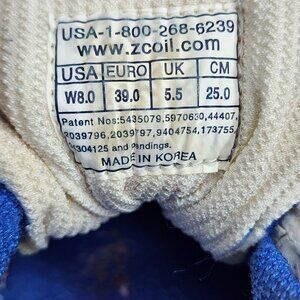 USA-1-800-268-6239
www.zcoil.com
USA EURO UK CM
W8.0 39.0 5.5 25.0
Patent Nos:5435079,5970630,44407,
2039796,2039797,9404754,173755,
04304125 and Pendings.
MADE IN KOREA